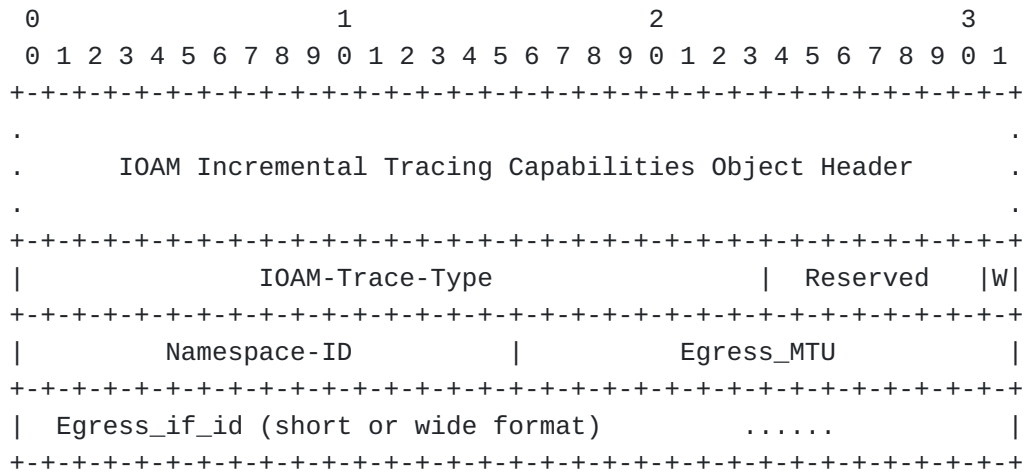 0                   1                   2                   3
 0 1 2 3 4 5 6 7 8 9 0 1 2 3 4 5 6 7 8 9 0 1 2 3 4 5 6 7 8 9 0 1
+-+-+-+-+-+-+-+-+-+-+-+-+-+-+-+-+-+-+-+-+-+-+-+-+-+-+-+-+-+-+-+-+
.                                                               .
.      IOAM Incremental Tracing Capabilities Object Header      .
.                                                               .
+-+-+-+-+-+-+-+-+-+-+-+-+-+-+-+-+-+-+-+-+-+-+-+-+-+-+-+-+-+-+-+-+
|               IOAM-Trace-Type                 |  Reserved   |W|
+-+-+-+-+-+-+-+-+-+-+-+-+-+-+-+-+-+-+-+-+-+-+-+-+-+-+-+-+-+-+-+-+
|         Namespace-ID          |          Egress_MTU           |
+-+-+-+-+-+-+-+-+-+-+-+-+-+-+-+-+-+-+-+-+-+-+-+-+-+-+-+-+-+-+-+-+
|  Egress_if_id (short or wide format)         ......           |
+-+-+-+-+-+-+-+-+-+-+-+-+-+-+-+-+-+-+-+-+-+-+-+-+-+-+-+-+-+-+-+-+